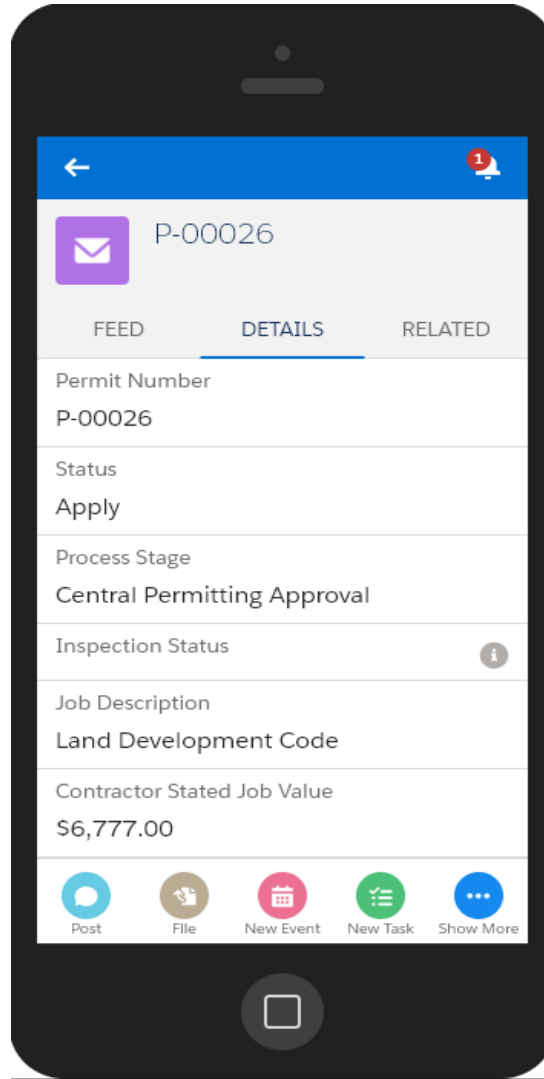 1
P-00026
FEED DETAILS RELATED
Permit Number
P-00026
Status
Apply
Process Stage
Central Permitting Approval
Inspection Status
Job Description
Land Development Code
Contractor Stated Job Value
$6,777.00
Post FIle New Event New Task Show More